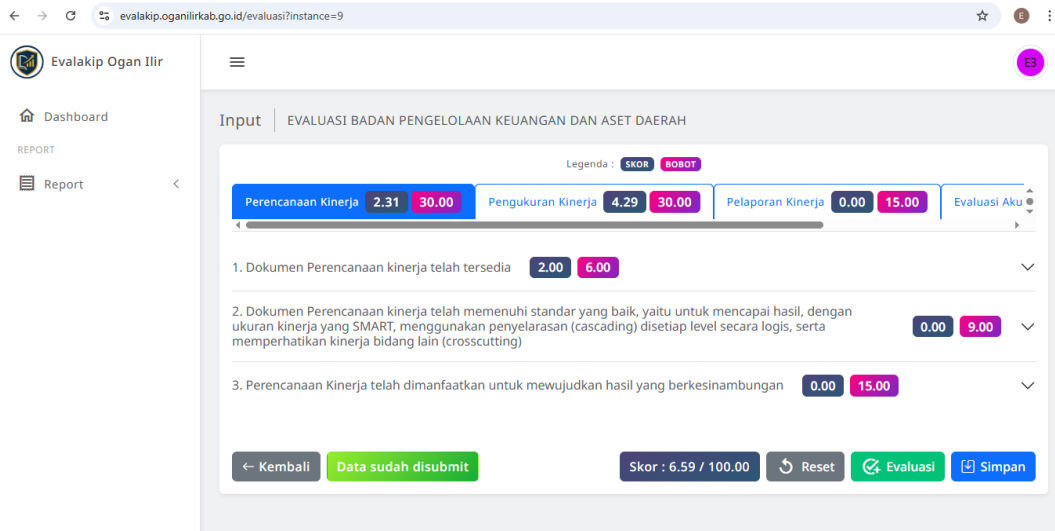 evalakip.oganilirkab.go.id/evaluasi?instance=9
E
Evalakip Ogan Ilir
E3
Dashboard
REPORT
Report
Input
EVALUASI BADAN PENGELOLAAN KEUANGAN DAN ASET DAERAH
Legenda : SKOR BOBOT
Perencanaan Kinerja 2.31 30.00
Pengukuran Kinerja 4.29 30.00
Pelaporan Kinerja 0.00 15.00
Evaluasi Aku
1. Dokumen Perencanaan kinerja telah tersedia 2.00 6.00
2. Dokumen Perencanaan kinerja telah memenuhi standar yang baik, yaitu untuk mencapai hasil, dengan
ukuran kinerja yang SMART, menggunakan penyelarasan (cascading) disetiap level secara logis, serta
memperhatikan kinerja bidang lain (crosscutting)
0.00 9.00
3. Perencanaan Kinerja telah dimanfaatkan untuk mewujudkan hasil yang berkesinambungan 0.00 15.00
Kembali
Data sudah disubmit
Skor : 6.59 / 100.00
Reset
Evaluasi
Simpan